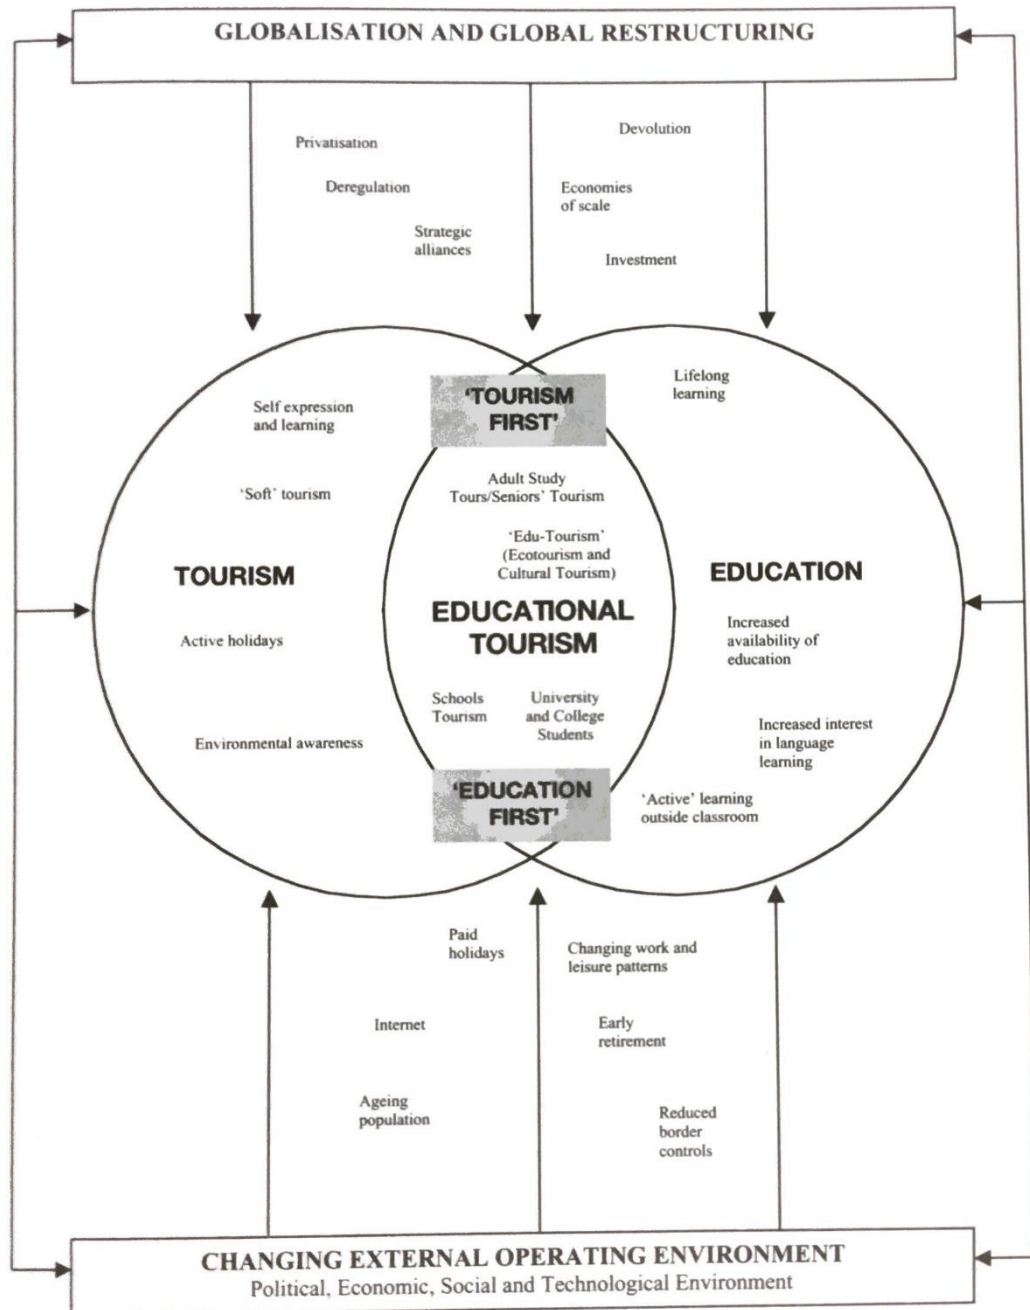 GLOBALISATION AND GLOBAL RESTRUCTURING
Privatisation
Devolution
Deregulation
Economies
of scale
Strategic
alliances
Investment
'TOURISM
FIRST'
Lifelong
learning
Self expression
and learning
Adult Study
Tours/Seniors' Tourism
'Soft' tourism
'Edu-Tourism'
(Ecotourism and
Cultural Tourism)
TOURISM
EDUCATION
EDUCATIONAL
TOURISM
Active holidays
Increased
availability of
education
Schools
Tourism
University
and College
Students
Environmental awareness
Increased interest
in language
learning
'EDUCATION
FIRST'
'Active' learning
outside classroom
Paid
holidays
Changing work and
leisure patterns
Internet
Early
retirement
Ageing
population
Reduced
border
controls
CHANGING EXTERNAL OPERATING ENVIRONMENT
Political, Economic, Social and Technological Environment